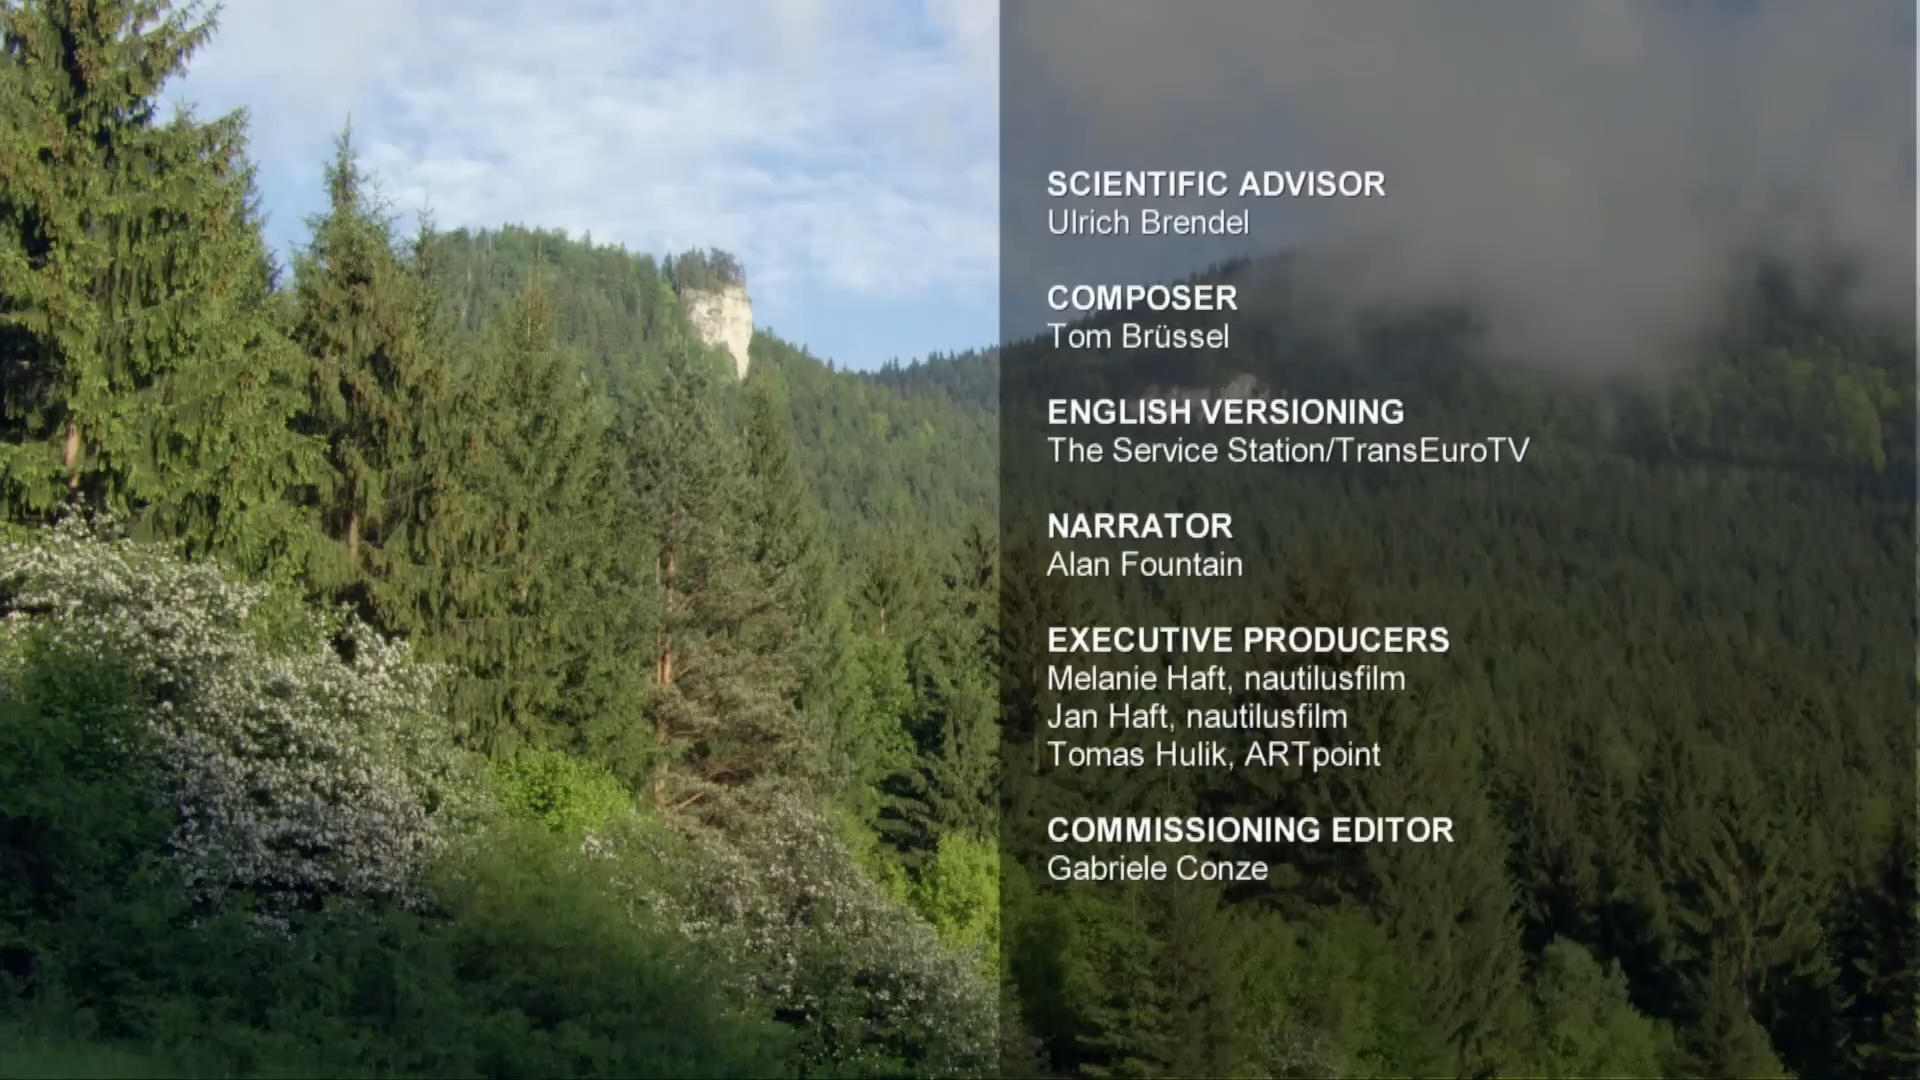 SCIENTIFIC ADVISOR
Ulrich Brendel
COMPOSER
Tom Brüssel
ENGLISH VERSIONING
The Service Station/TransEuroTV
NARRATOR
Alan Fountain
EXECUTIVE PRODUCERS
Melanie Haft, nautilusfilm
Jan Haft, nautilusfilm
Tomas Hulik, ARTpoint
COMMISSIONING EDITOR
Gabriele Conze